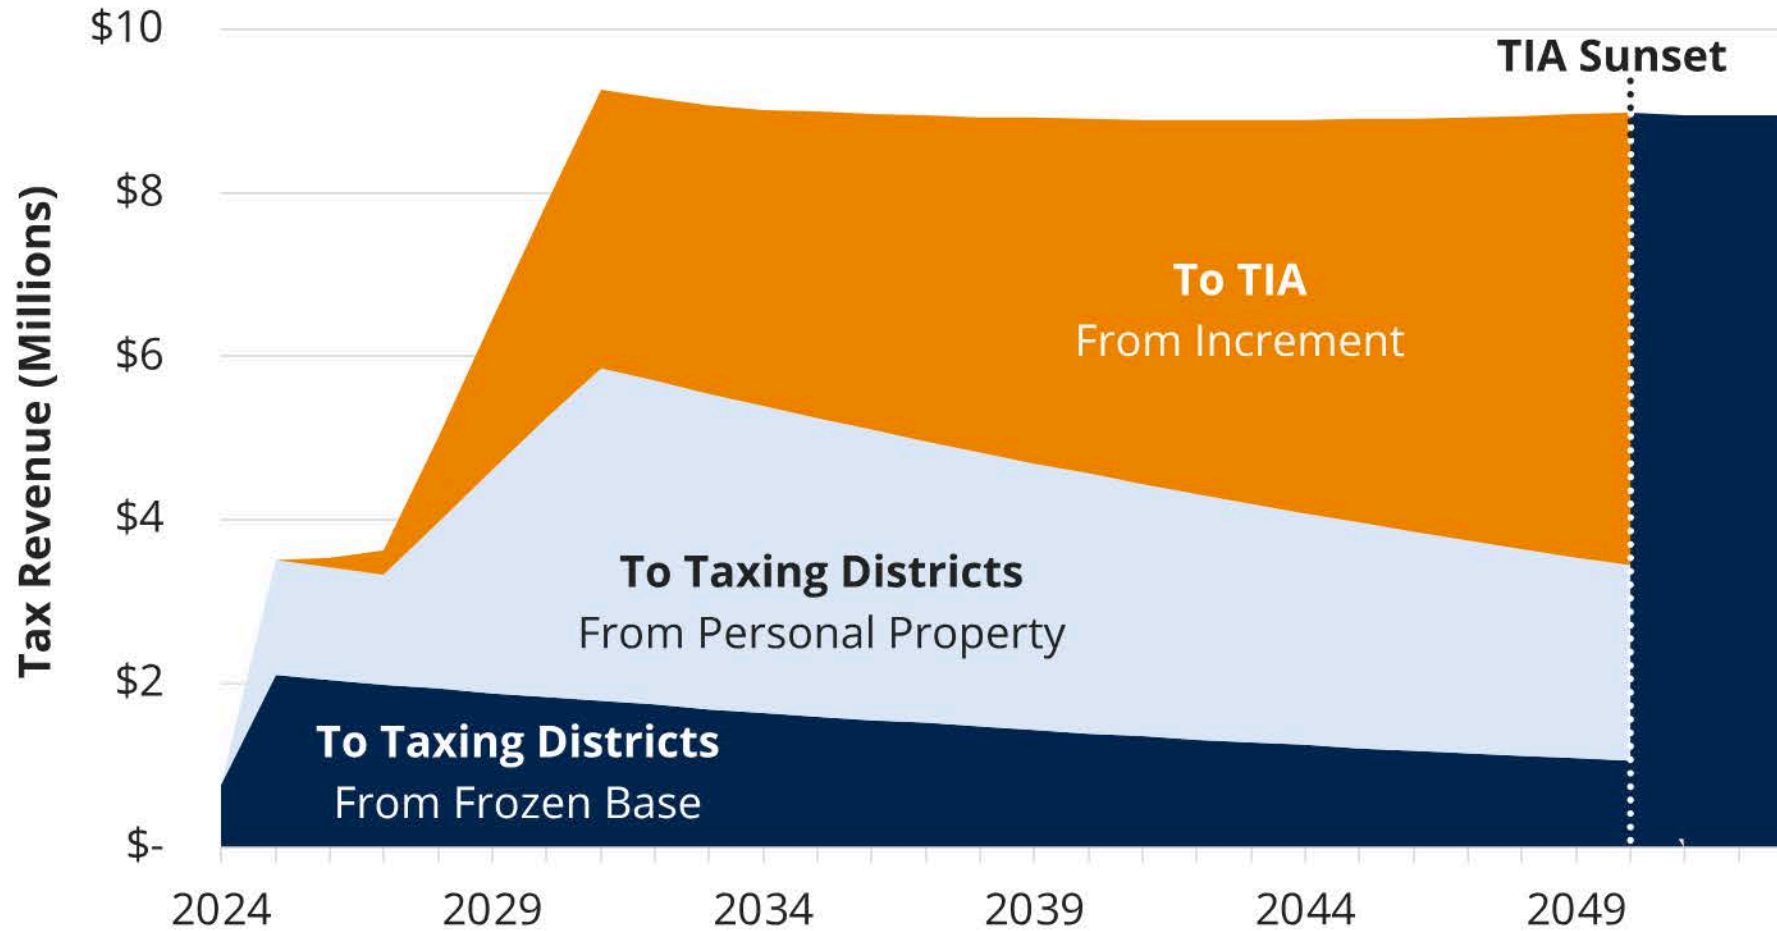 $10
TIA Sunset
$8
To TIA
From Increment
$6
Tax Revenue (Millions)
$4
To Taxing Districts
From Personal Property
$2
To Taxing Districts
From Frozen Base
$-
2024 2029 2034 2039 2044 2049